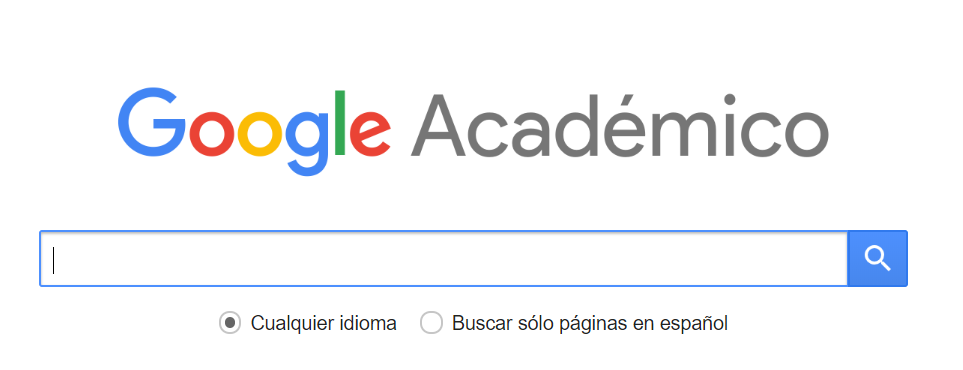 Google Académico
Cualquier idioma Buscar sólo páginas en español